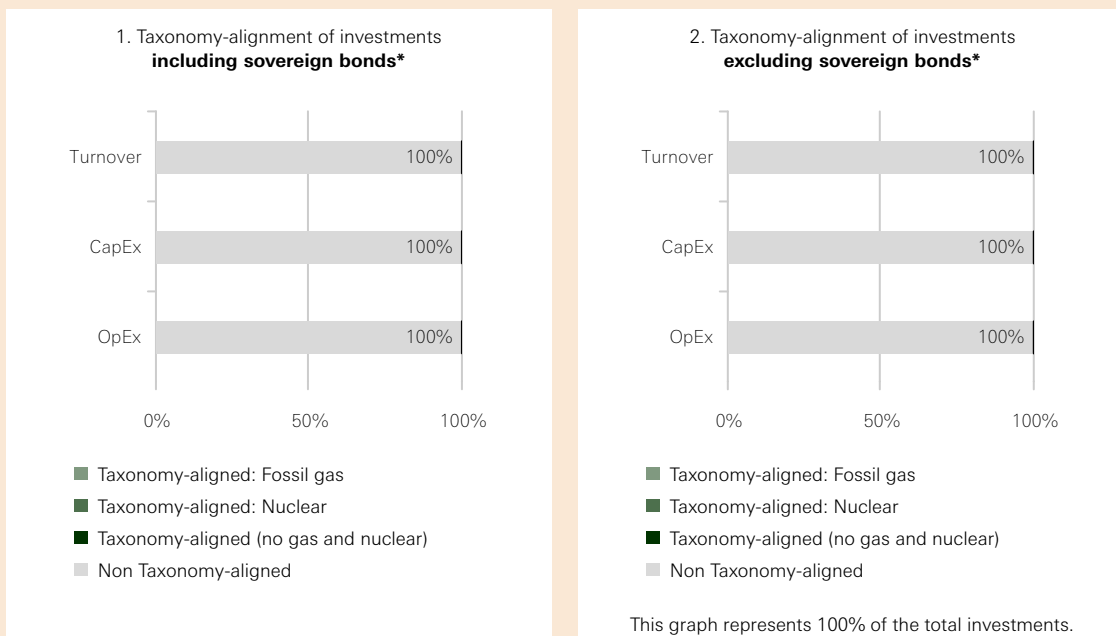 1. Taxonomy-alignment of investments
including sovereign bonds*
Turnover
100%
CapEx
100%
OpEx
100%
0%
50%
100%
Taxonomy-aligned: Fossil gas
Taxonomy-aligned: Nuclear
Taxonomy-aligned (no gas and nuclear)
Non Taxonomy-aligned
2. Taxonomy-alignment of investments
excluding sovereign bonds*
Turnover
100%
CapEx
100%
OpEx
100%
0%
50%
100%
Taxonomy-aligned: Fossil gas
Taxonomy-aligned: Nuclear
Taxonomy-aligned (no gas and nuclear)
Non Taxonomy-aligned
This graph represents 100% of the total investments.